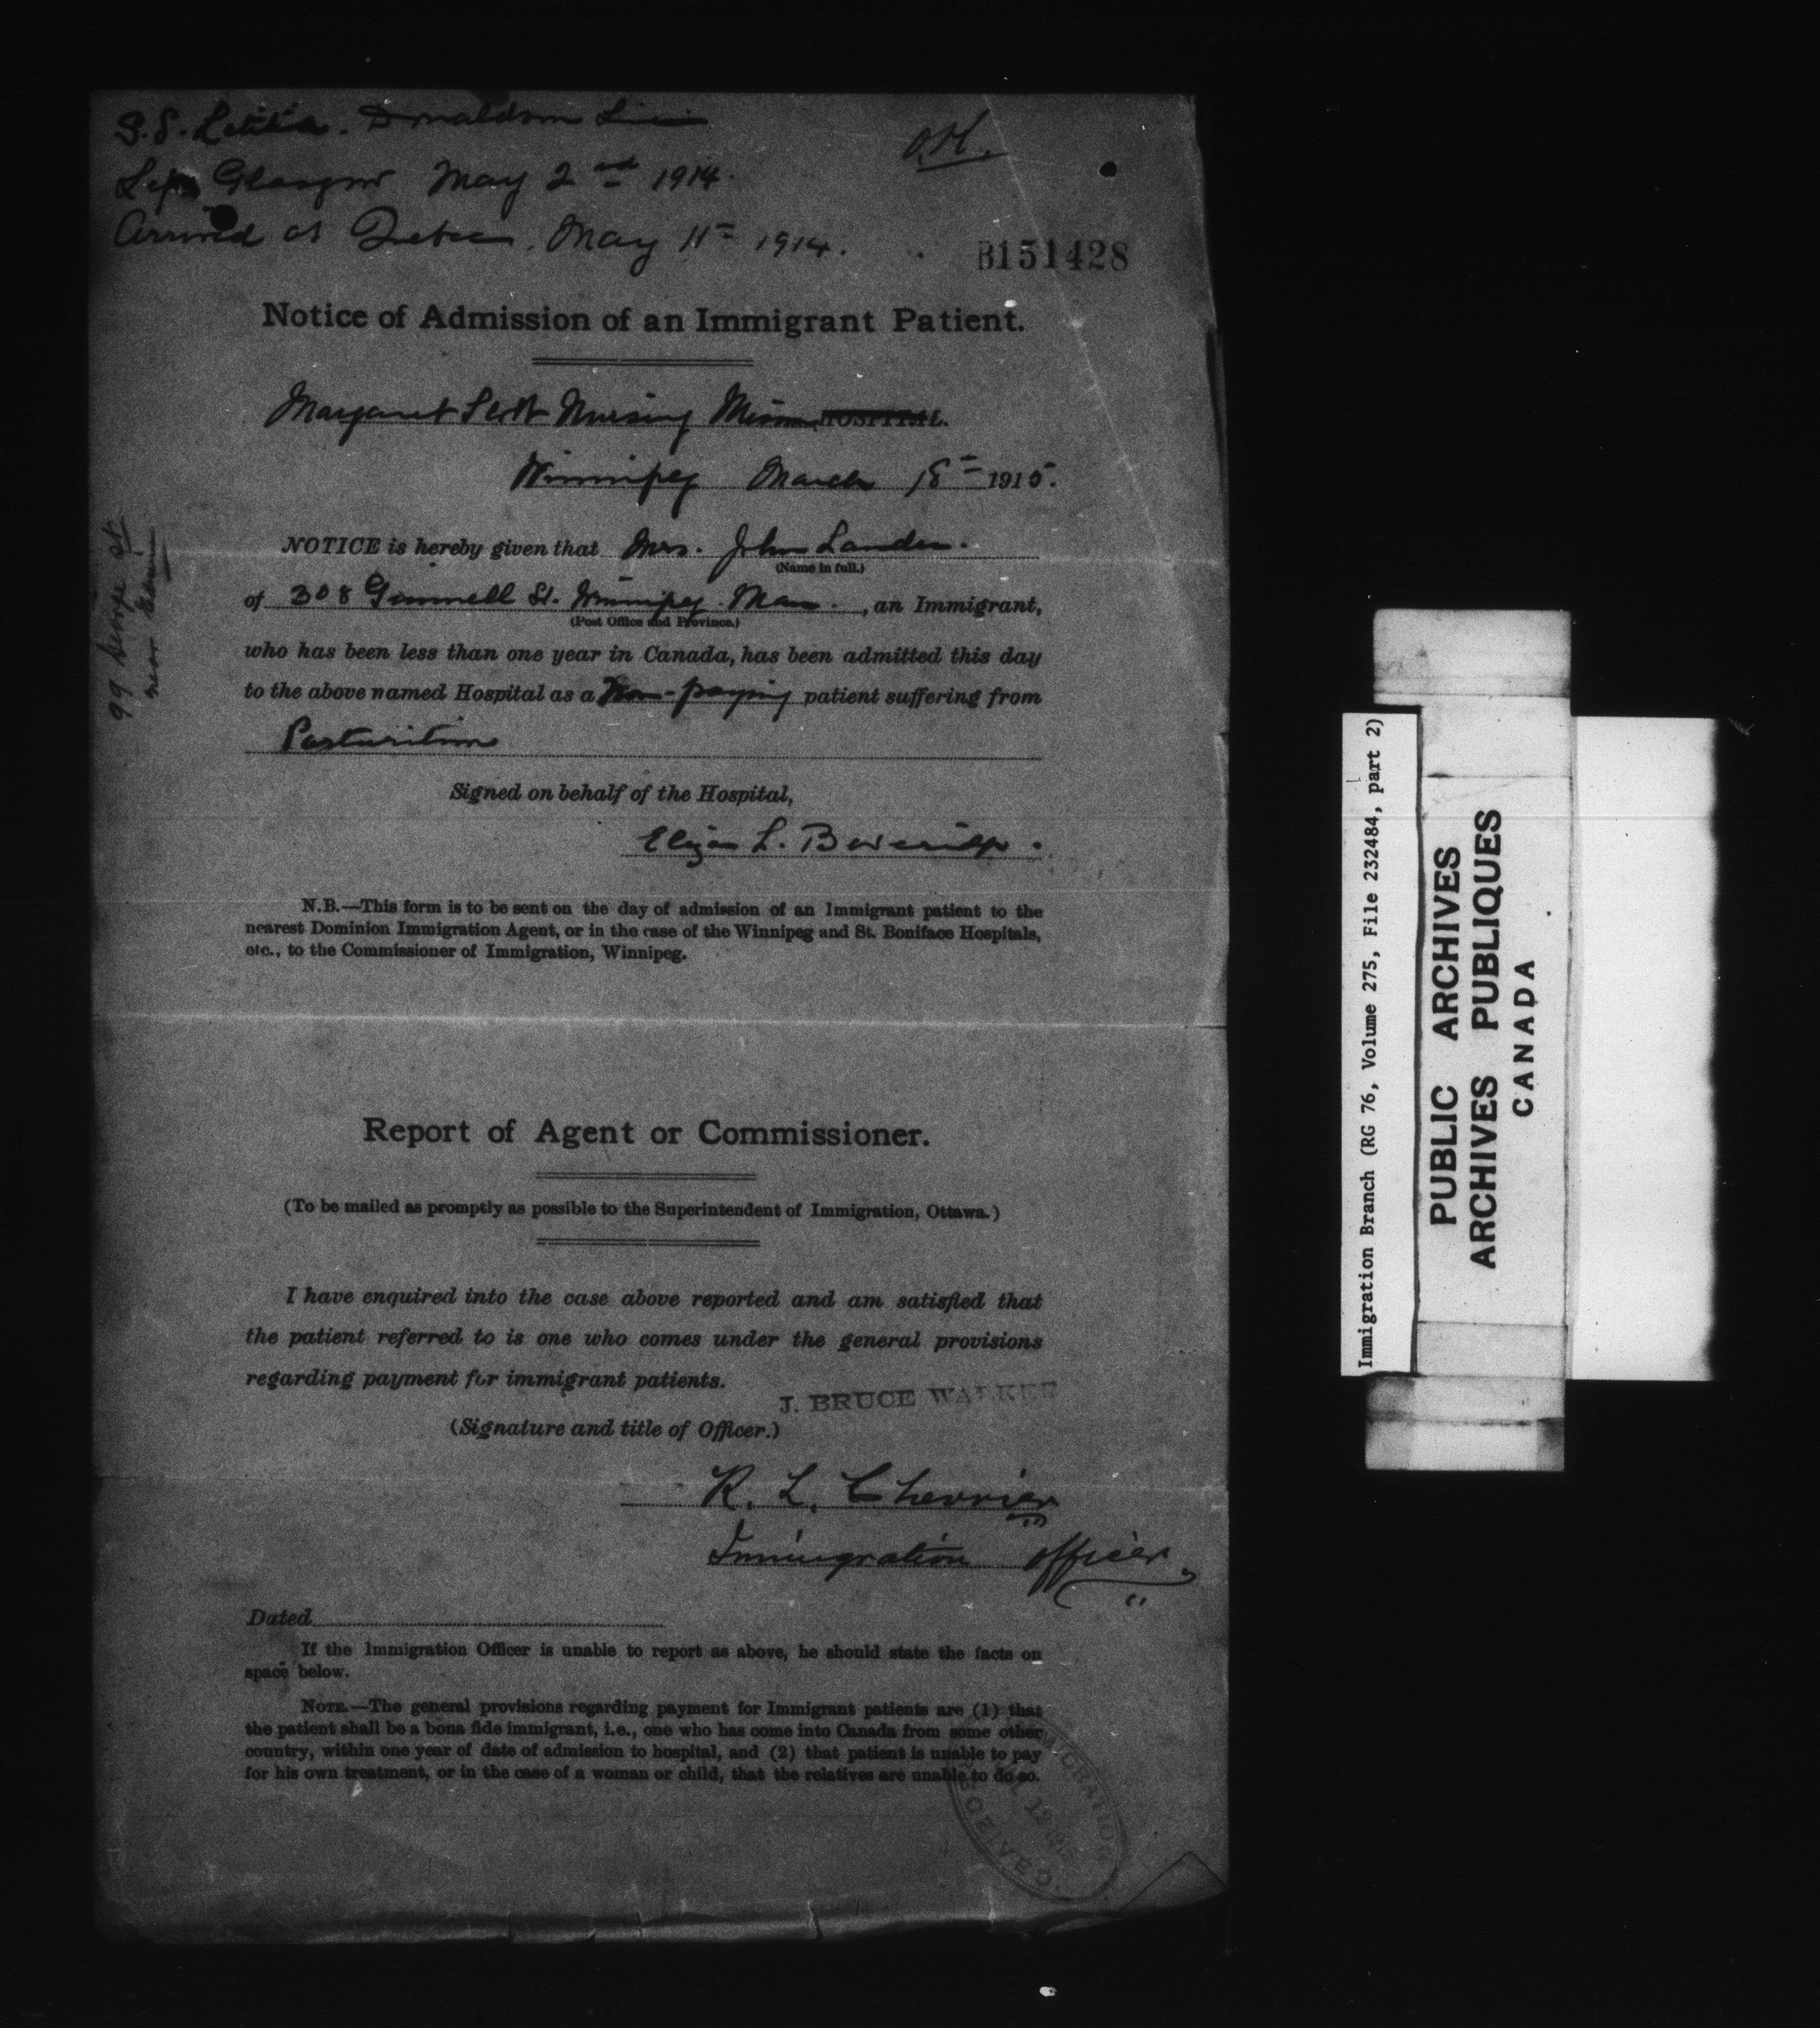 S.S. Letitia. Donaldson Line
Left Glasgow May 2nd 1914.
Arrived at Quebec, May 11th 1914.
O.K.
B151428
Notice of Admission of an Immigrant Patient.
Margaret Scott Nursing Mission HOSPITAL.
Winnipeg March 18th 1915.
NOTICE is hereby given that Mrs. John Lander.
(Name in full.)
of 308 St. Winnipeg. Man. , an Immigrant,
(Post Office and Province.)
who has been less than one year in Canada, has been admitted this day
to the above named Hospital as a Non-paying patient suffering from
Parturition
Signed on behalf of the Hospital,
Eliza L.
99 George St
near
N.B.—This form is to be sent on the day of admission of an Immigrant patient to the
nearest Dominion Immigration Agent, or in the case of the Winnipeg and St. Boniface Hospitals,
etc., to the Commissioner of Immigration, Winnipeg.
Report of Agent or Commissioner.
(To be mailed as promptly as possible to the Superintendent of Immigration, Ottawa.)
I have enquired into the case above reported and am satisfied that
the patient referred to is one who comes under the general provisions
regarding payment for immigrant patients.
J. BRUCE WALKER
(Signature and title of Officer.)
R. L. Chevrier
Immigration Officer
Dated
If the Immigration Officer is unable to report as above, he should state the facts on
space below.
NOTE.—The general provisions regarding payment for Immigrant patients are (1) that
the patient shall be a bona fide immigrant, i.e., one who has come into Canada from some other
country, within one year of date of admission to hospital, and (2) that patient is unable to pay
for his own treatment, or in the case of a woman or child, that the relatives are unable to do so.
Immigration Branch (RG 76, Volume 275, File 232484, part 2)
PUBLIC ARCHIVES
ARCHIVES PUBLIQUES
CANADA